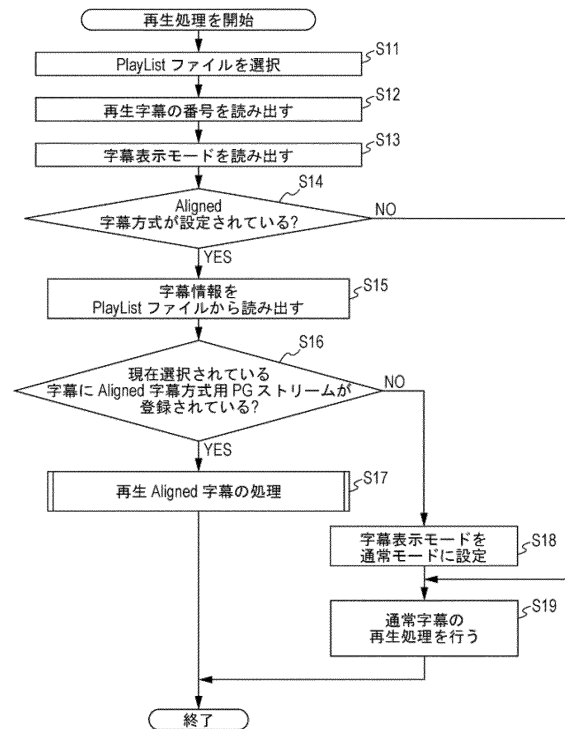 再生処理を開始
S11
PlayList ファイルを選択
S12
再生字幕の番号を読み出す
S13
字幕表示モードを読み出す
S14
Aligned
字幕方式が設定されている?
NO
YES
S15
字幕情報を
PlayList ファイルから読み出す
S16
現在選択されている
字幕に Aligned 字幕方式用 PG ストリームが
登録されている?
NO
YES
S17
再生 Aligned 字幕の処理
S18
字幕表示モードを
通常モードに設定
S19
通常字幕の
再生処理を行う
終了